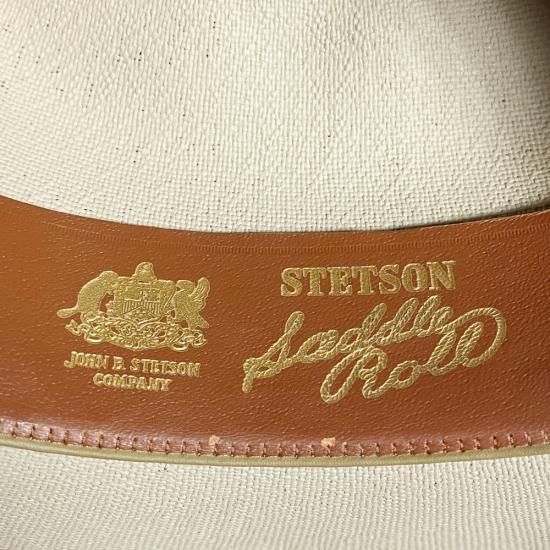 JOHN B. STETSON
COMPANY
STETSON
Saddle
Roll